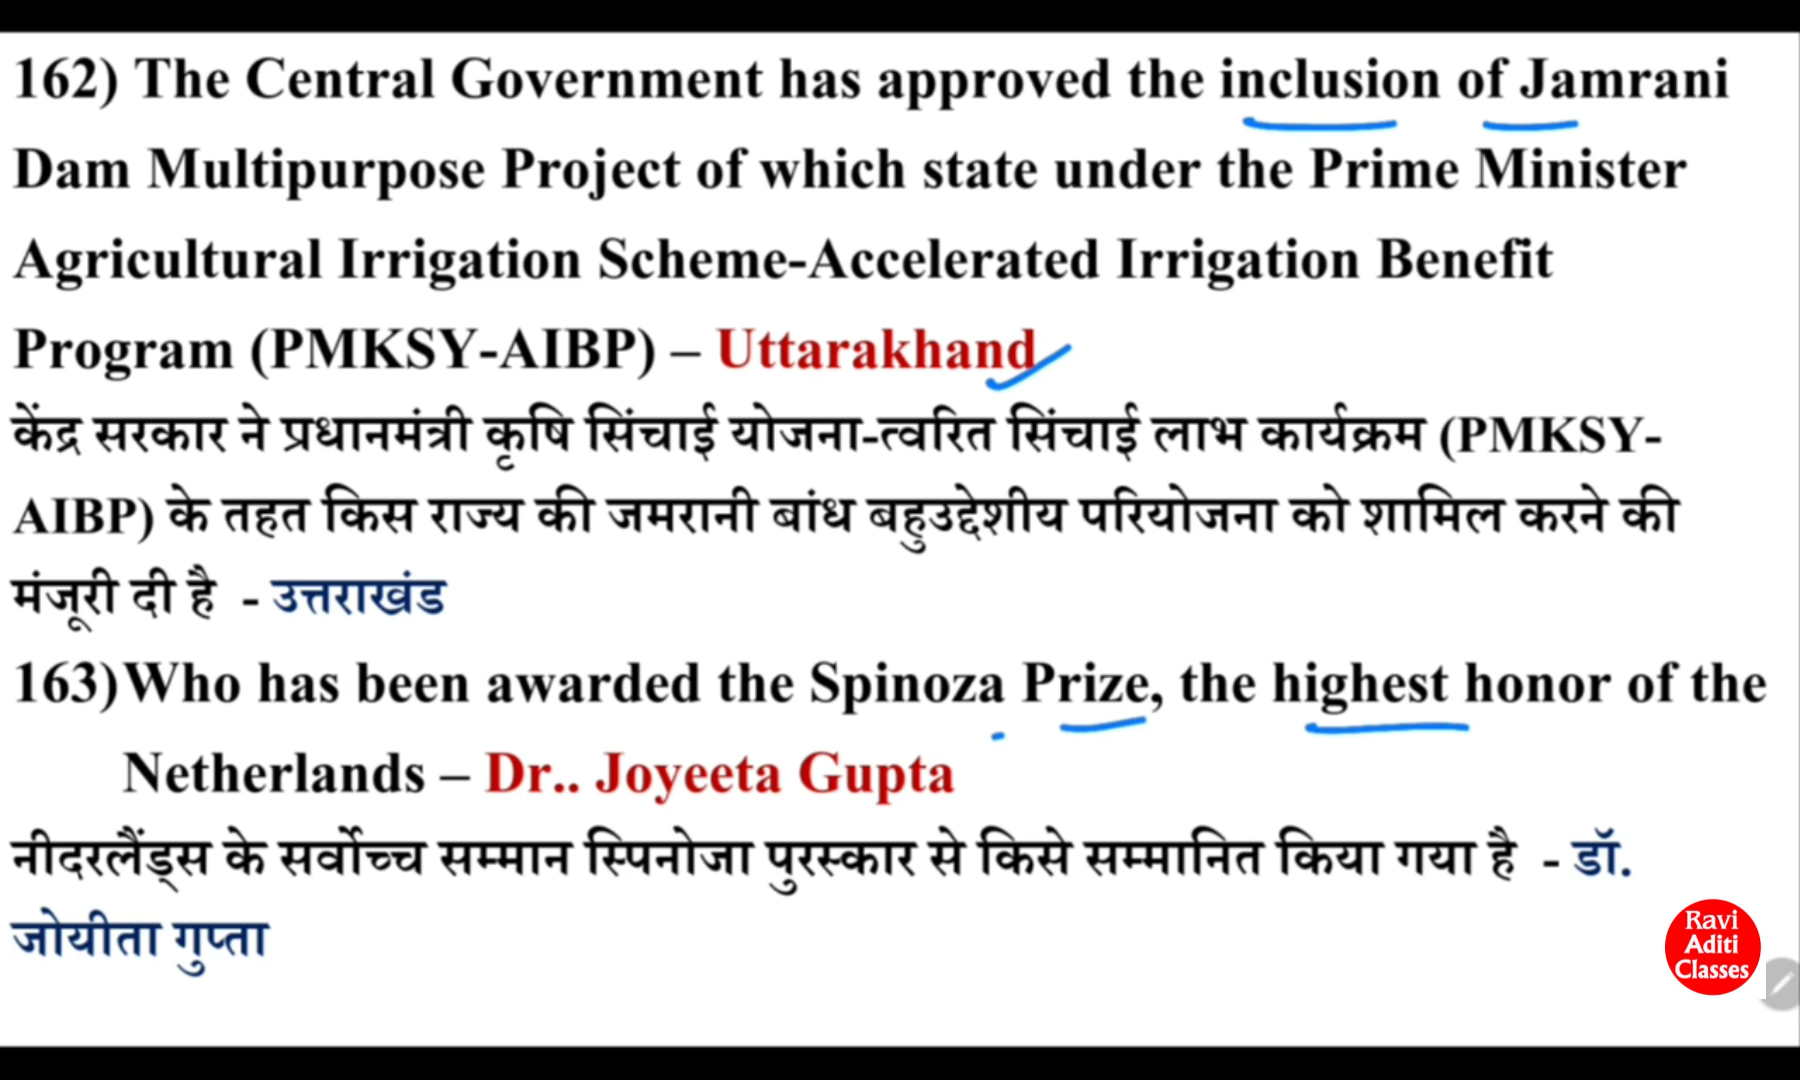 162) The Central Government has approved the inclusion of Jamrani
Dam Multipurpose Project of which state under the Prime Minister
Agricultural Irrigation Scheme-Accelerated Irrigation Benefit
Program (PMKSY-AIBP) – Uttarakhand
केंद्र सरकार ने प्रधानमंत्री कृषि सिंचाई योजना-त्वरित सिंचाई लाभ कार्यक्रम (PMKSY-
AIBP) के तहत किस राज्य की जमरानी बांध बहुउद्देशीय परियोजना को शामिल करने की
मंजूरी दी है - उत्तराखंड
163) Who has been awarded the Spinoza Prize, the highest honor of the
Netherlands – Dr.. Joyeeta Gupta
नीदरलैंड्स के सर्वोच्च सम्मान स्पिनोजा पुरस्कार से किसे सम्मानित किया गया है - डॉ.
जोयीता गुप्ता
Ravi
Aditi
Classes